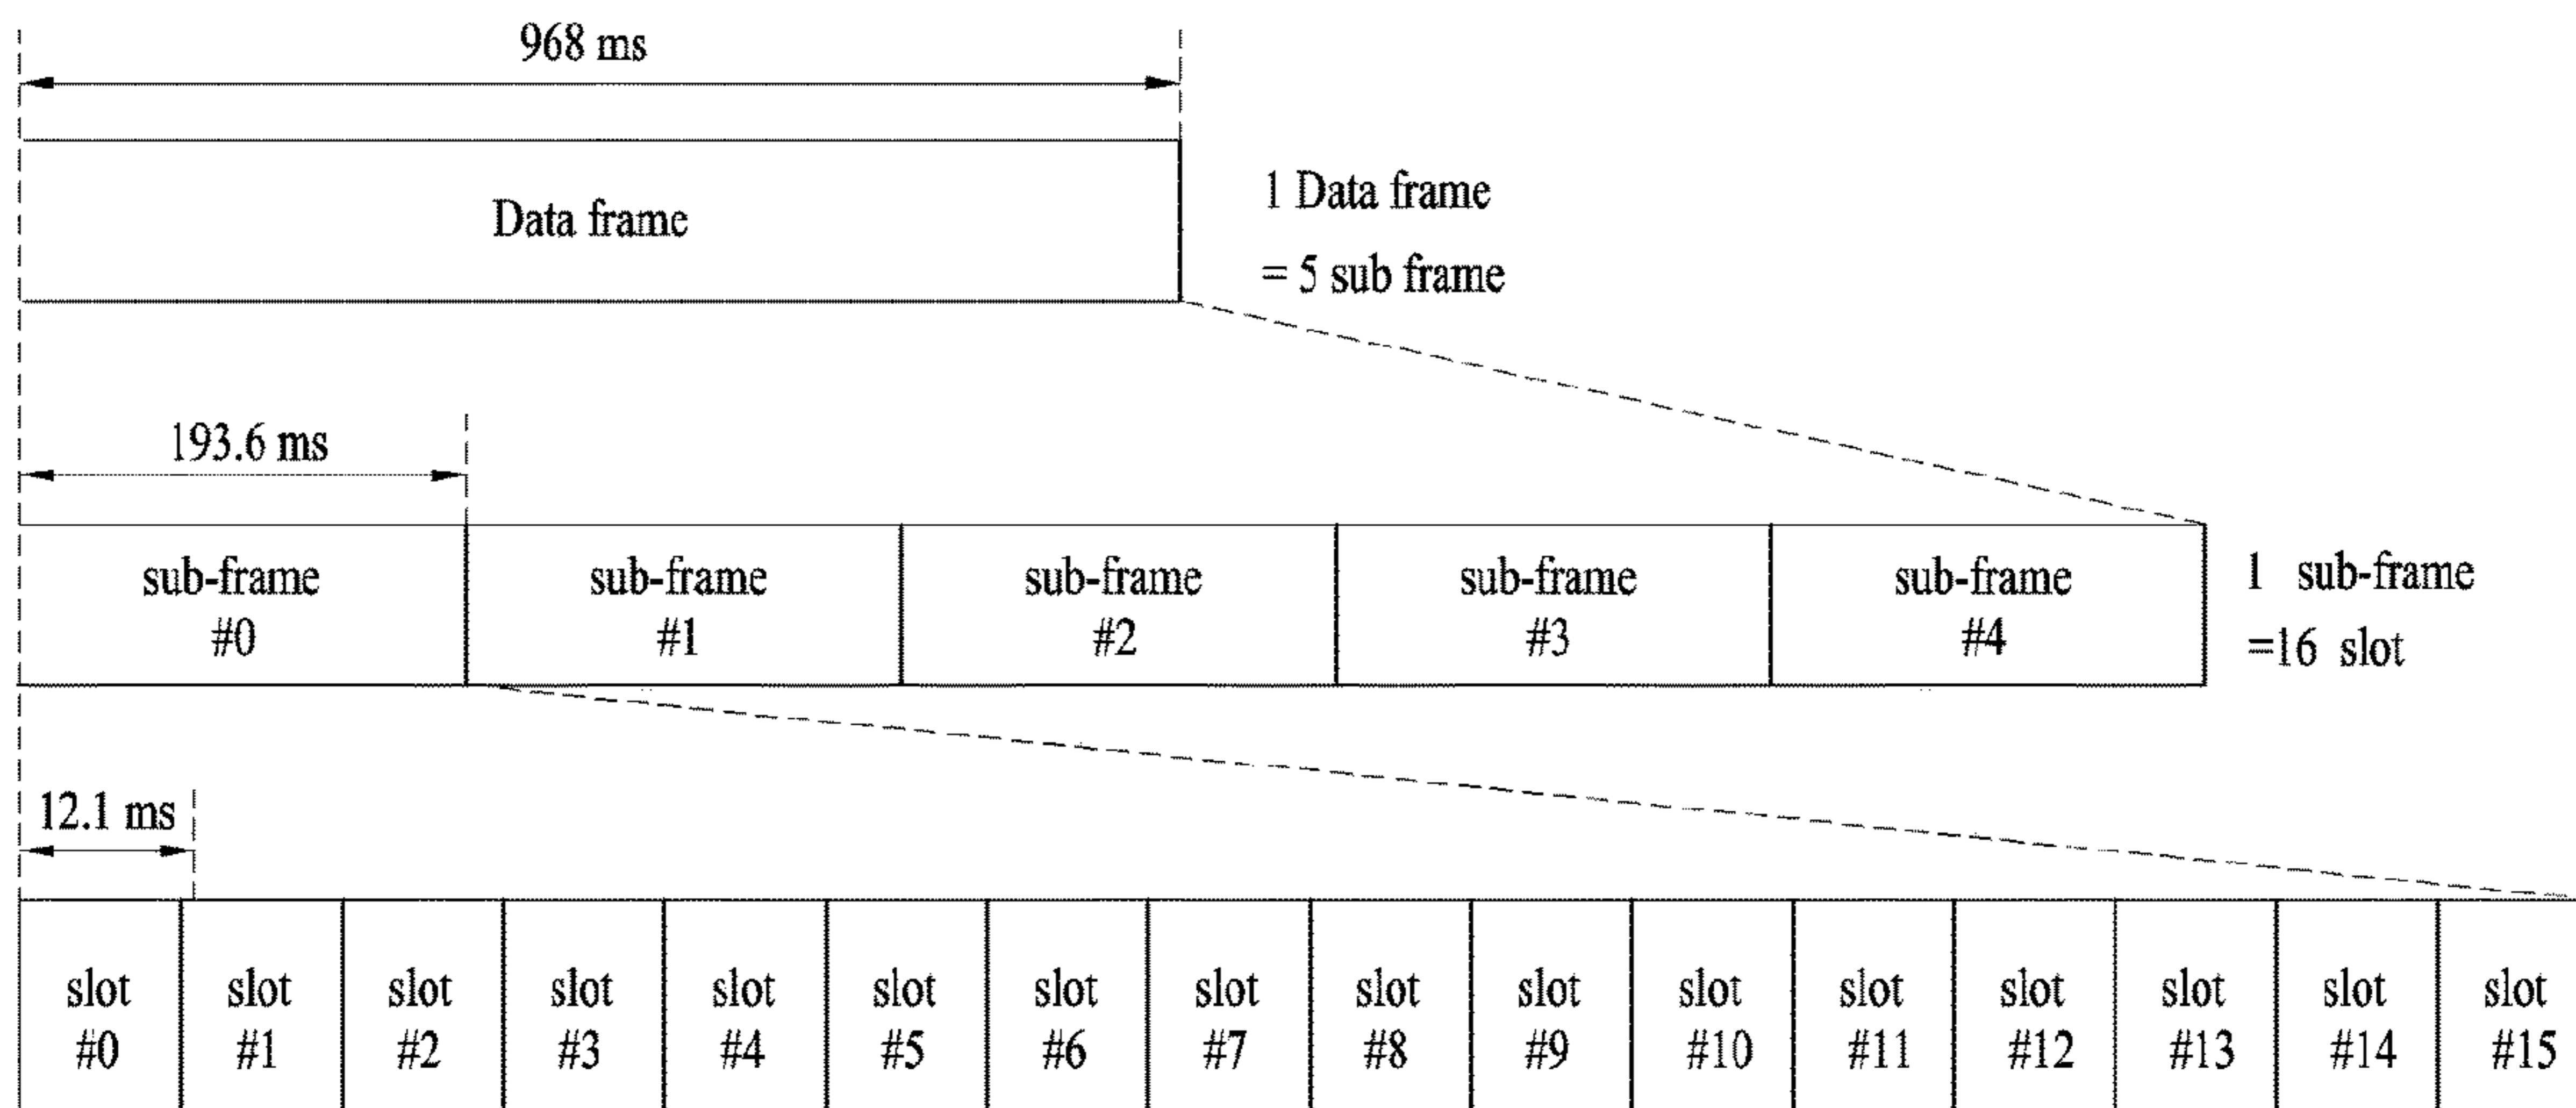 968 ms
Data frame
1 Data frame
= 5 sub frame
193.6 ms
sub-frame
#0
sub-frame
#1
sub-frame
#2
sub-frame
#3
sub-frame
#4
1 sub-frame
=16 slot
12.1 ms
slot
#0
slot
#1
slot
#2
slot
#3
slot
#4
slot
#5
slot
#6
slot
#7
slot
#8
slot
#9
slot
#10
slot
#11
slot
#12
slot
#13
slot
#14
slot
#15